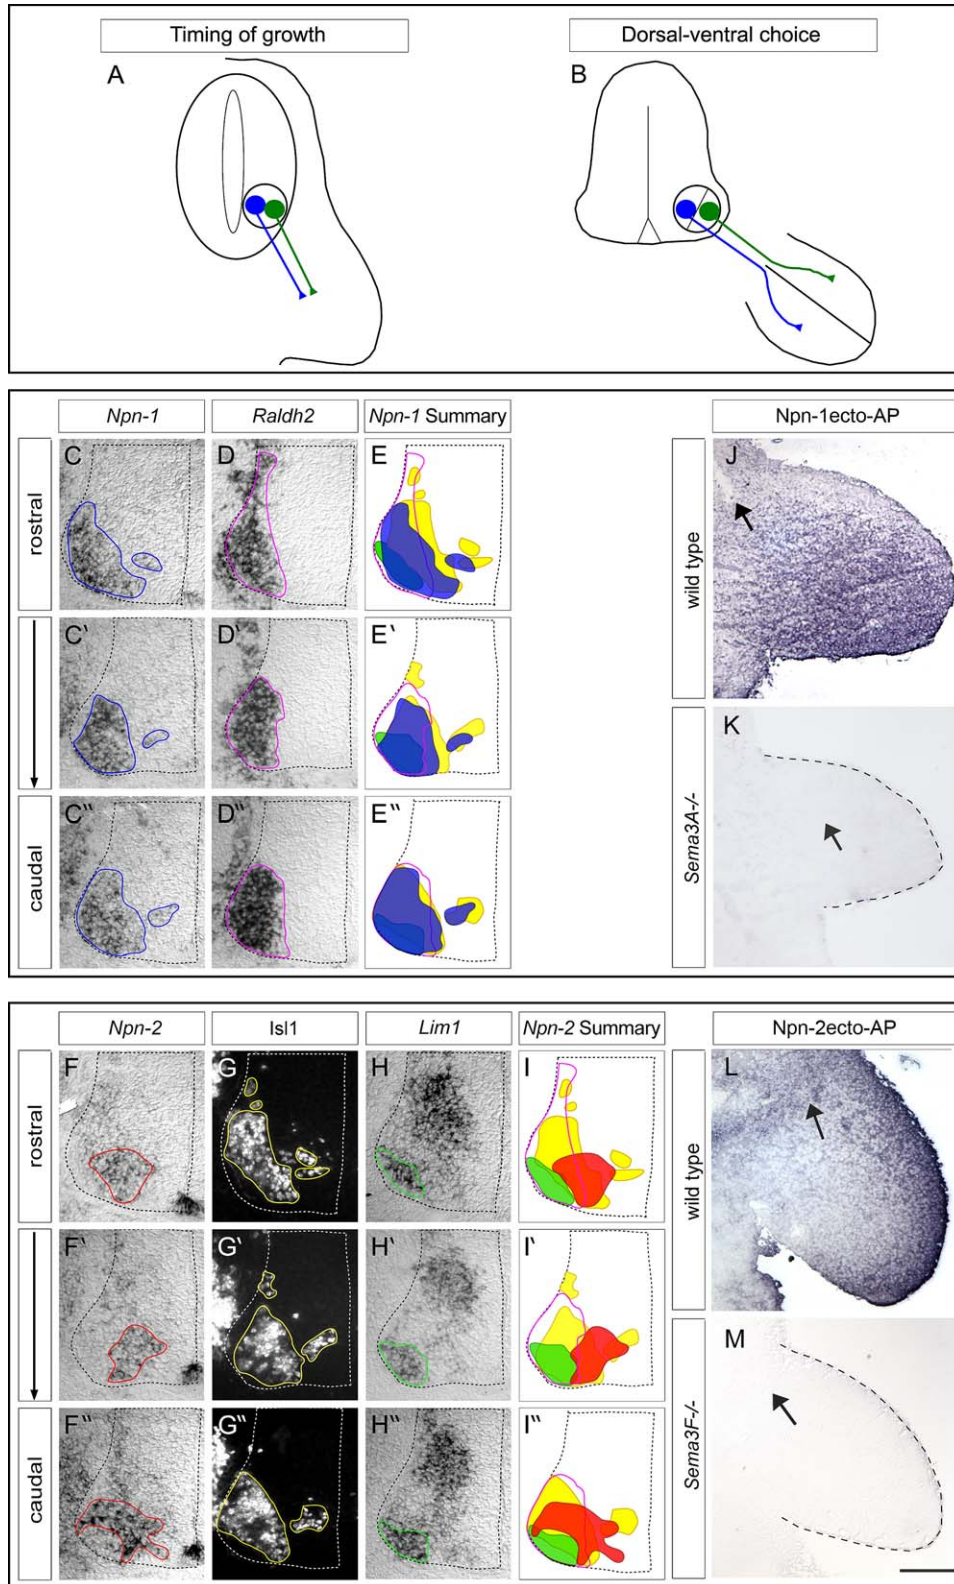 Timing of growth
Dorsal-ventral choice
A
B
Npn-1
Raldh2
Npn-1 Summary
Npn-1ecto-AP
rostral
C
D
E
J
wild type
C'
D'
E'
K
Sema3A-/-
caudal
C"
D"
E"
Npn-2
Isl1
Lim1
Npn-2 Summary
Npn-2ecto-AP
rostral
F
G
H
I
L
wild type
F'
G'
H'
I'
M
Sema3F-/-
caudal
F"
G"
H"
I"